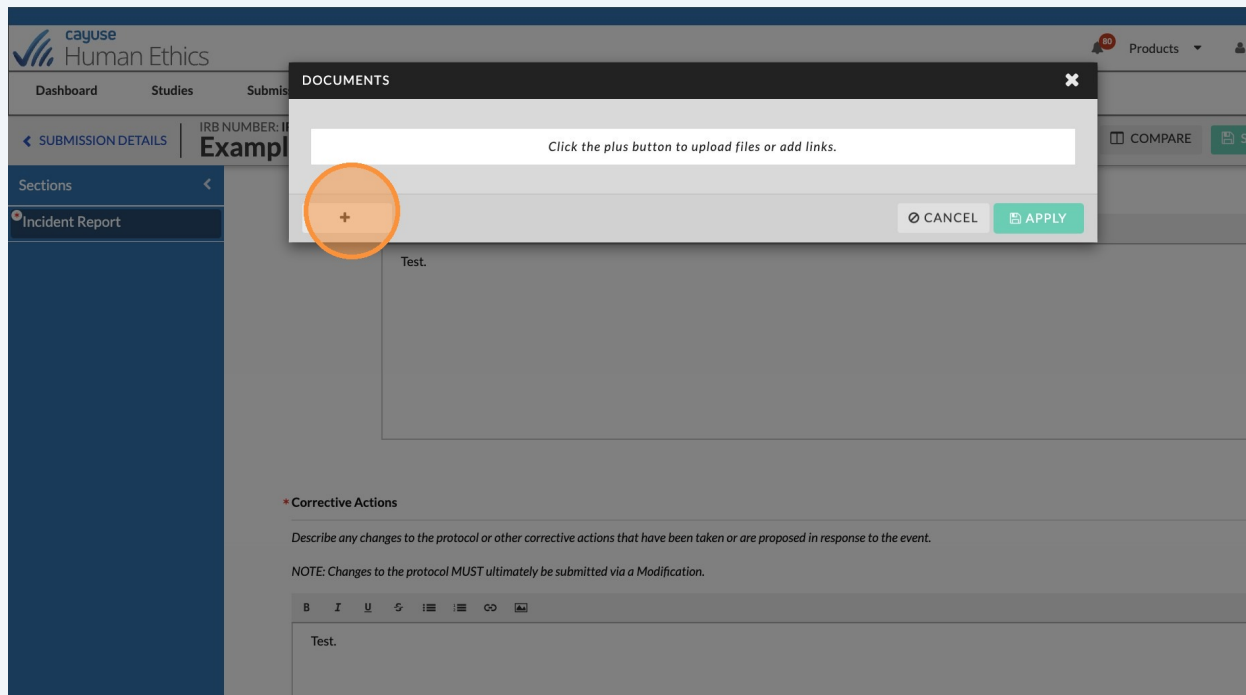 cayuse
Human Ethics
80
Products
Dashboard Studies Submis
DOCUMENTS
SUBMISSION DETAILS
IRB NUMBER:
Exampl
COMPARE
Click the plus button to upload files or add links.
Sections
Incident Report
+
CANCEL
APPLY
Test.
* Corrective Actions
Describe any changes to the protocol or other corrective actions that have been taken or are proposed in response to the event.
NOTE: Changes to the protocol MUST ultimately be submitted via a Modification.
B I U S
Test.